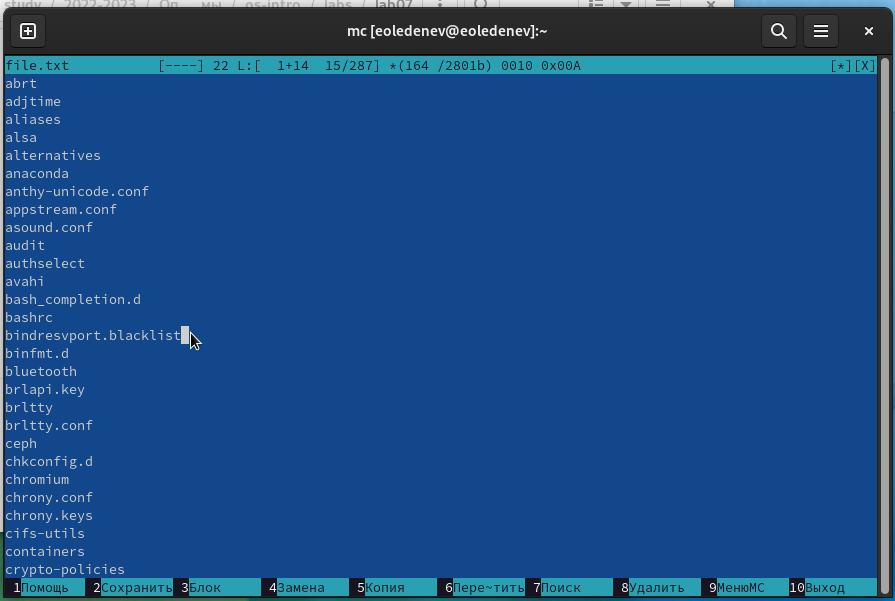 study / 2022-2023 / Оп мы / os-intro / labs / lab07
mc [eoledenev@eoledenev]:~
file.txt [----] 22 L:[ 1+14 15/287] *(164 /2801b) 0010 0x00A [*][X]
abrt
adjtime
aliases
alsa
alternatives
anaconda
anthy-unicode.conf
appstream.conf
asound.conf
audit
authselect
avahi
bash_completion.d
bashrc
bindresvport.blacklist
binfmt.d
bluetooth
brlapi.key
brltty
brltty.conf
ceph
chkconfig.d
chromium
chrony.conf
chrony.keys
cifs-utils
containers
crypto-policies
1Помощь 2Сохранить 3Блок 4Замена 5Копия 6Пере~тить 7Поиск 8Удалить 9МенюMC 10Выход